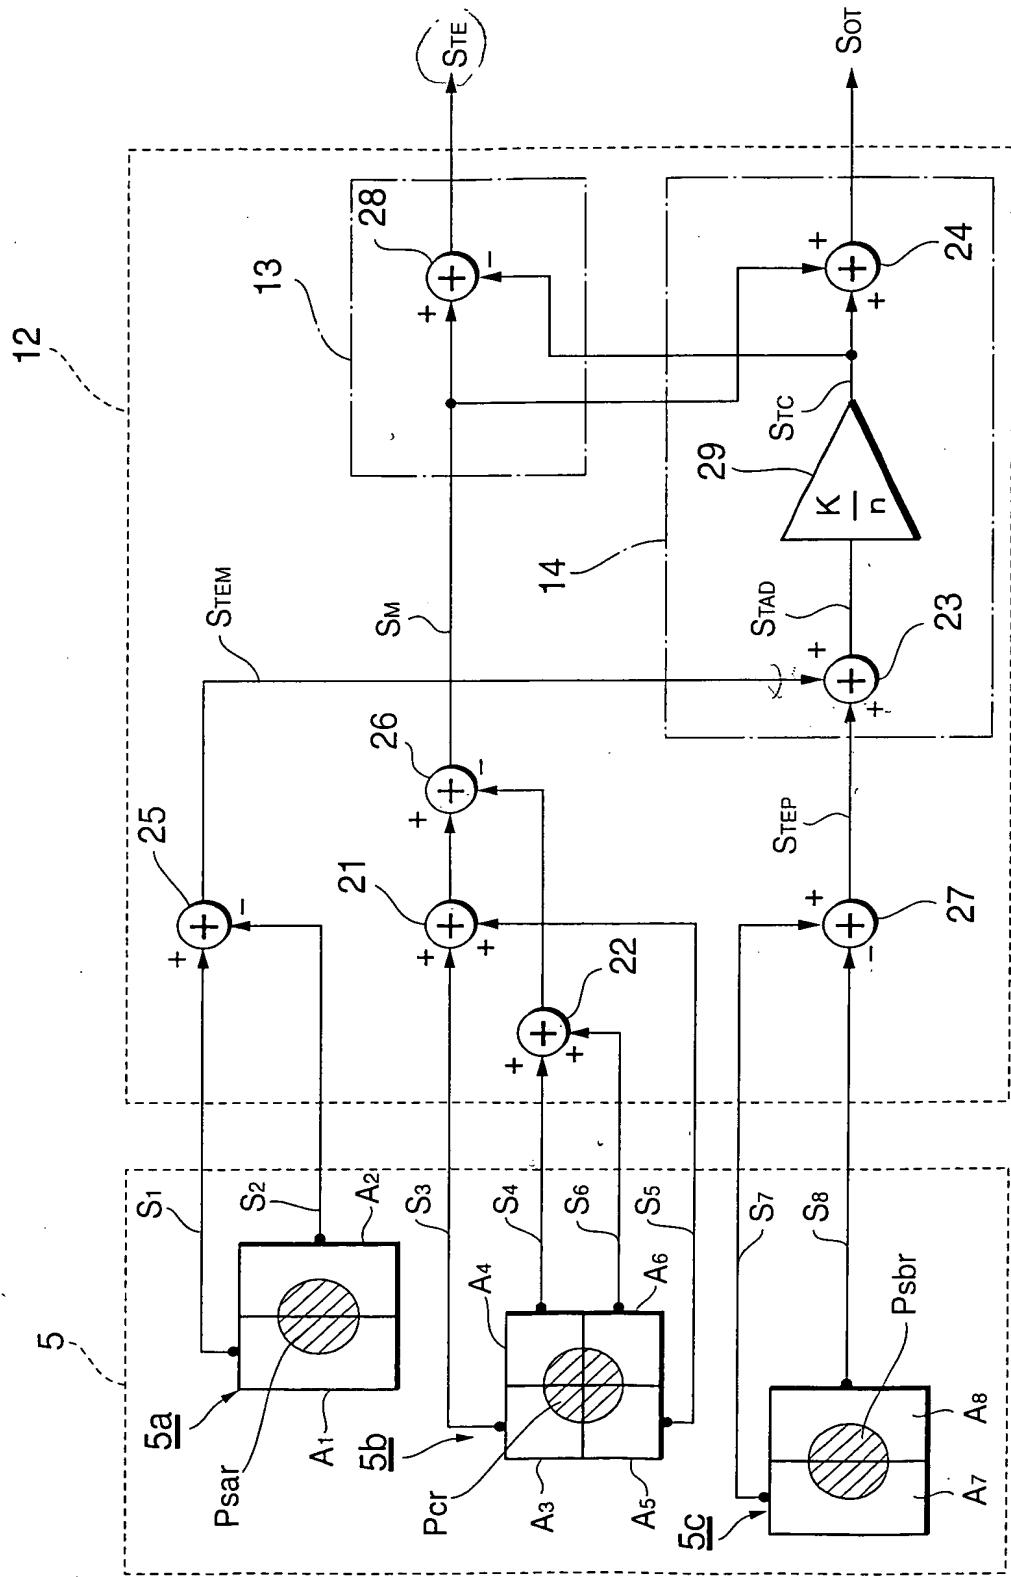 12
5
13
28
STE
SOT
24
14
29
K
n
STC
STAD
23
STEM
SM
26
25
21
22
STEP
27
S1
S2
A2
S3
S4
S6
S5
A4
A6
S7
S8
Psbr
5a
A1
Psar
5b
Pcr
A3
A5
5c
A7
A8
+
-
+
+
+
+
-
+
+
+
-
+
+
+
-
+
+
-
+
+
+
+
+
+
+
+